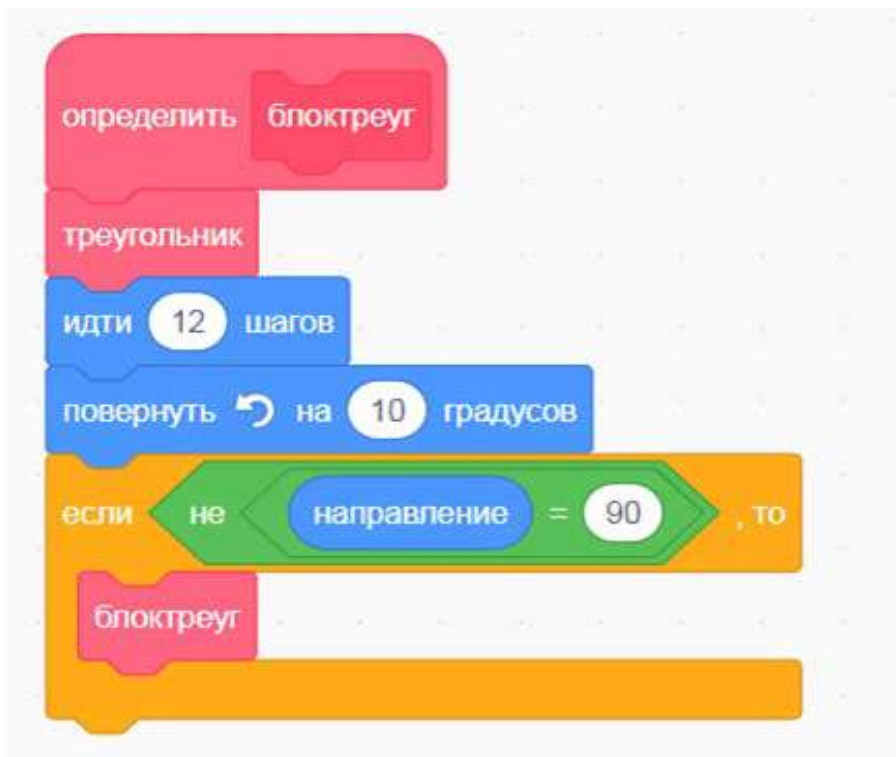 определить блоктреуг
треугольник
идти 12 шагов
повернуть на 10 градусов
если не направление = 90 , то
блоктреуг